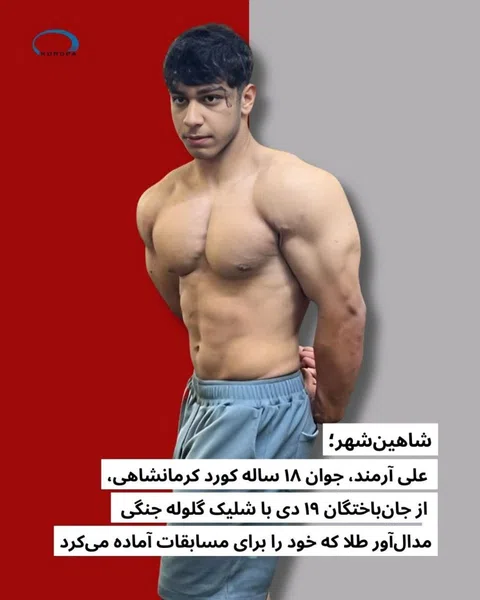 KURDPA
شاهین‌شهر؛
علی آرمند، جوان ۱۸ ساله کورد کرمانشاهی،
از جان‌باختگان ۱۹ دی با شلیک گلوله جنگی
مدال‌آور طلا که خود را برای مسابقات آماده می‌کرد